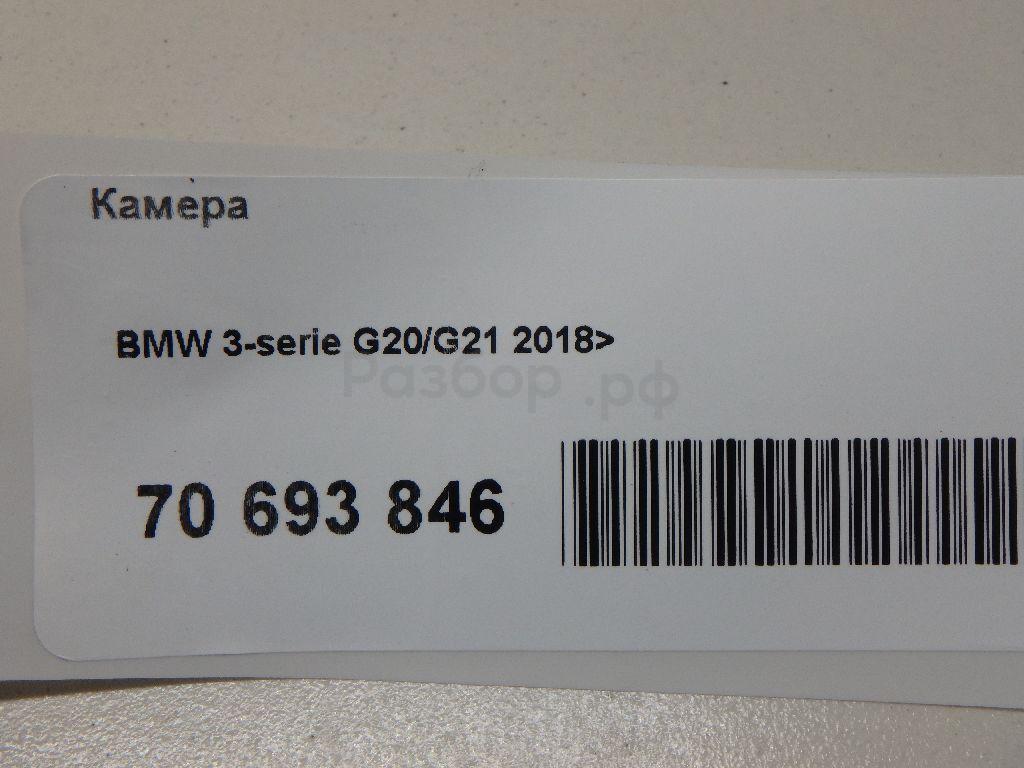 Камера
BMW 3-serie G20/G21 2018>
Разбор.рф
70 693 846